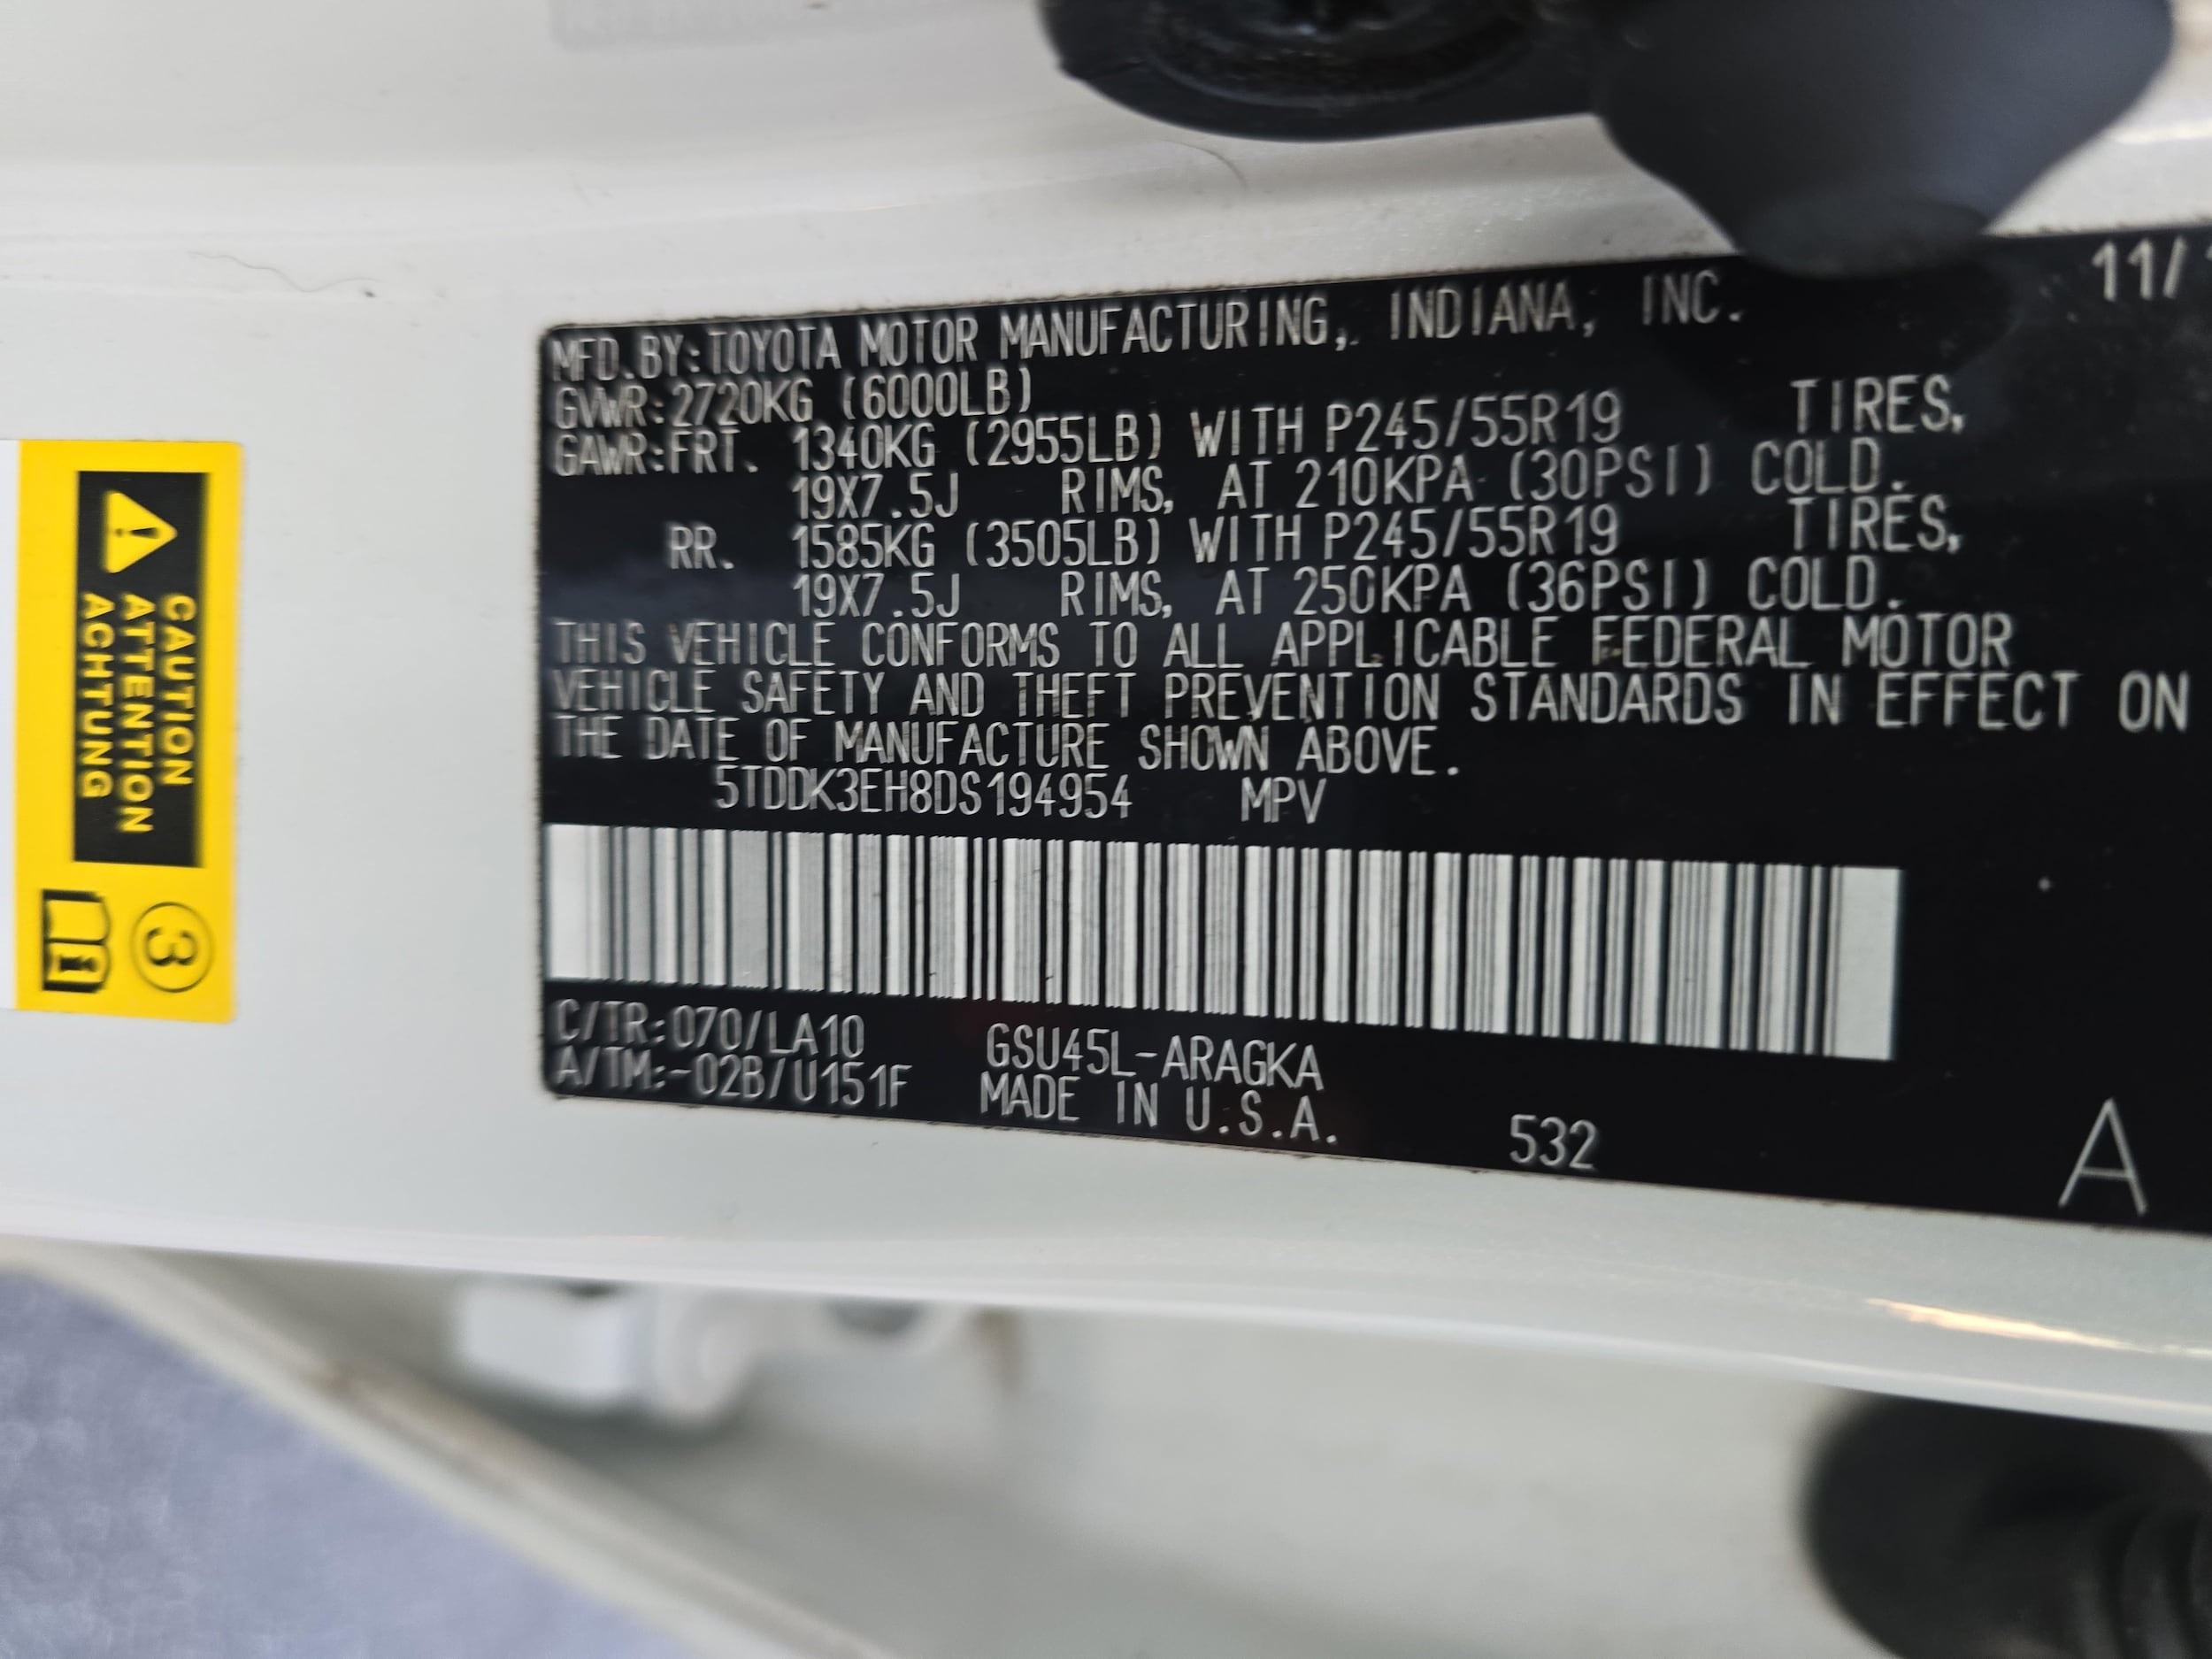 MFD.BY:TOYOTA MOTOR MANUFACTURING, INDIANA, INC. 11/
GVWR:2720KG (6000LB)
GAWR:FRT. 1340KG (2955LB) WITH P245/55R19 TIRES,
19X7.5J RIMS, AT 210KPA (30PSI) COLD.
RR. 1585KG (3505LB) WITH P245/55R19 TIRES,
19X7.5J RIMS, AT 250KPA (36PSI) COLD.
THIS VEHICLE CONFORMS TO ALL APPLICABLE FEDERAL MOTOR
VEHICLE SAFETY AND THEFT PREVENTION STANDARDS IN EFFECT ON
THE DATE OF MANUFACTURE SHOWN ABOVE.
5TDDK3EH8DS194954 MPV
C/TR:070/LA10 GSU45L-ARAGKA
A/TM:-02B/U151F MADE IN U.S.A.
532
A
CAUTION
ATTENTION
ACHTUNG
3